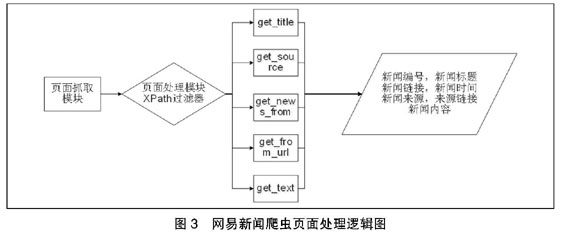 页面抓取
模块
页面处理模块
XPath过滤器
get_title
get_sou
rce
get_new
s_from
get_fro
m_url
get_text
新闻编号，新闻标题
新闻链接，新闻时间
新闻来源，来源链接
新闻内容
图 3 网易新闻爬虫页面处理逻辑图